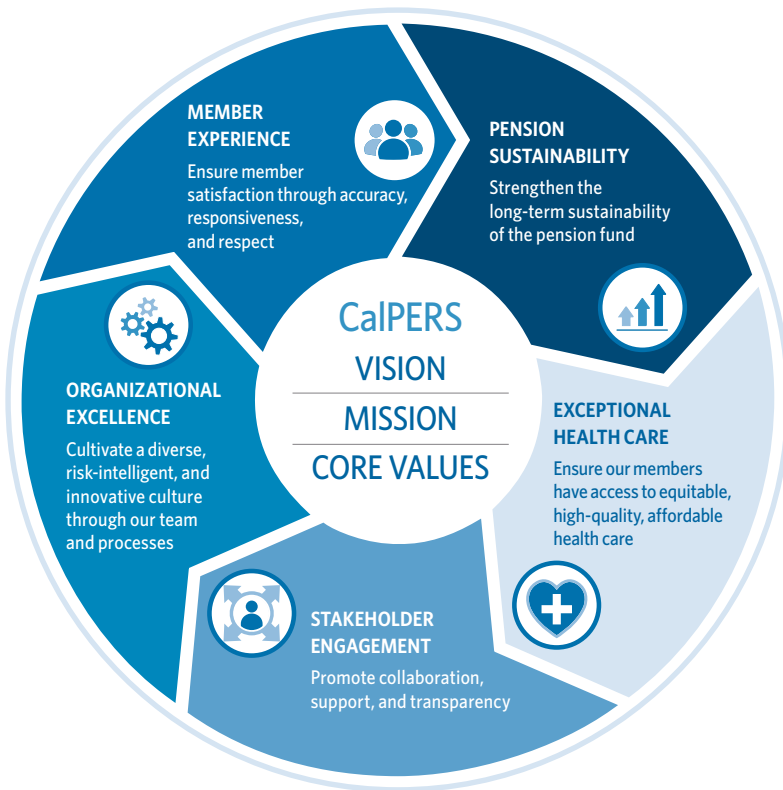 MEMBER
EXPERIENCE
Ensure member
satisfaction through accuracy,
responsiveness,
and respect
PENSION
SUSTAINABILITY
Strengthen the
long-term sustainability
of the pension fund
EXCEPTIONAL
HEALTH CARE
Ensure our members
have access to equitable,
high-quality, affordable
health care
STAKEHOLDER
ENGAGEMENT
Promote collaboration,
support, and transparency
ORGANIZATIONAL
EXCELLENCE
Cultivate a diverse,
risk-intelligent, and
innovative culture
through our team
and processes
CalPERS
VISION
MISSION
CORE VALUES